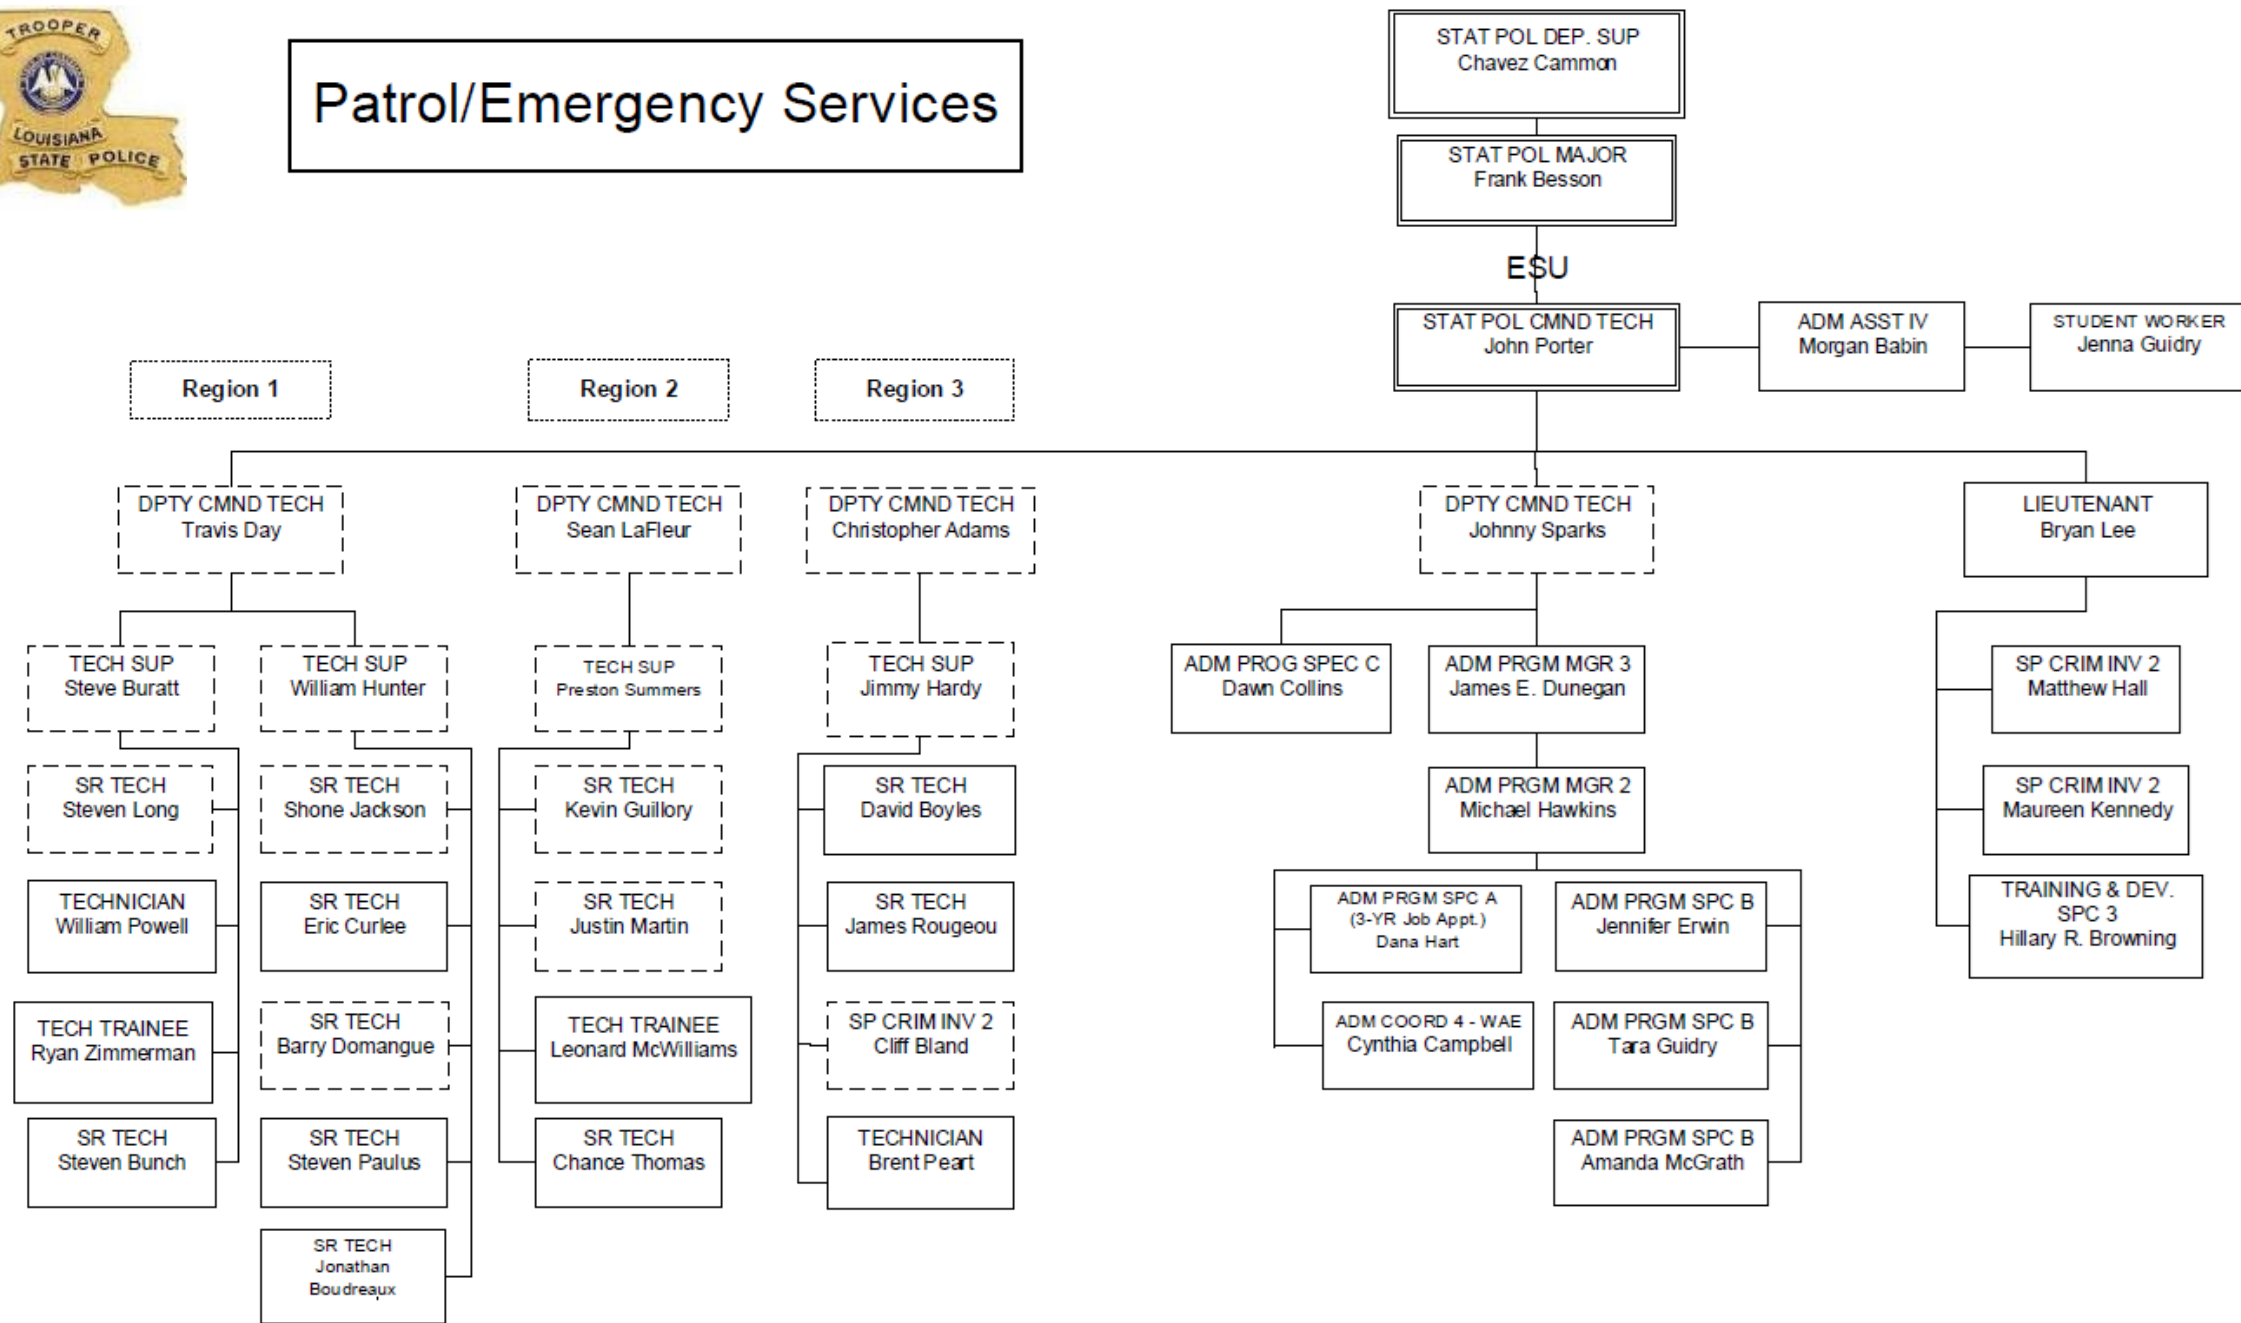 TROOPER
LOUISIANA
STATE POLICE
Patrol/Emergency Services
STAT POL DEP. SUP
Chavez Cammon
STAT POL MAJOR
Frank Besson
ESU
STAT POL CMND TECH
John Porter
ADM ASST IV
Morgan Babin
STUDENT WORKER
Jenna Guidry
Region 1
Region 2
Region 3
DPTY CMND TECH
Travis Day
DPTY CMND TECH
Sean LaFleur
DPTY CMND TECH
Christopher Adams
DPTY CMND TECH
Johnny Sparks
LIEUTENANT
Bryan Lee
TECH SUP
Steve Buratt
TECH SUP
William Hunter
TECH SUP
Preston Summers
TECH SUP
Jimmy Hardy
ADM PROG SPEC C
Dawn Collins
ADM PRGM MGR 3
James E. Dunegan
SP CRIM INV 2
Matthew Hall
SR TECH
Steven Long
SR TECH
Shone Jackson
SR TECH
Kevin Guillory
SR TECH
David Boyles
ADM PRGM MGR 2
Michael Hawkins
SP CRIM INV 2
Maureen Kennedy
TECHNICIAN
William Powell
SR TECH
Eric Curlee
SR TECH
Justin Martin
SR TECH
James Rougeou
ADM PRGM SPC A
(3-YR Job Appt.)
Dana Hart
ADM PRGM SPC B
Jennifer Erwin
TRAINING & DEV.
SPC 3
Hillary R. Browning
TECH TRAINEE
Ryan Zimmerman
SR TECH
Barry Domangue
TECH TRAINEE
Leonard McWilliams
SP CRIM INV 2
Cliff Bland
ADM COORD 4 - WAE
Cynthia Campbell
ADM PRGM SPC B
Tara Guidry
SR TECH
Steven Bunch
SR TECH
Steven Paulus
SR TECH
Chance Thomas
TECHNICIAN
Brent Peart
ADM PRGM SPC B
Amanda McGrath
SR TECH
Jonathan
Boudreaux